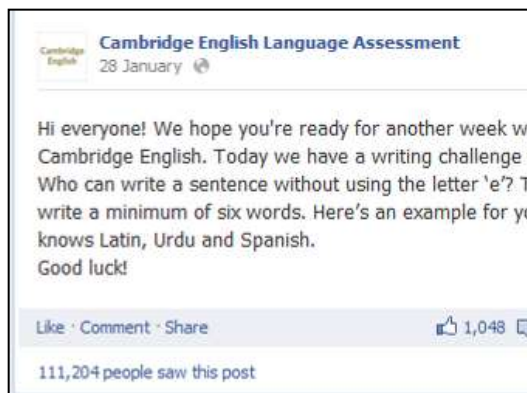 Cambridge English
Cambridge English Language Assessment
28 January
Hi everyone! We hope you're ready for another week
Cambridge English. Today we have a writing challenge
Who can write a sentence without using the letter ‘e’?
write a minimum of six words. Here’s an example for
knows Latin, Urdu and Spanish.
Good luck!
Like · Comment · Share 1,048
111,204 people saw this post